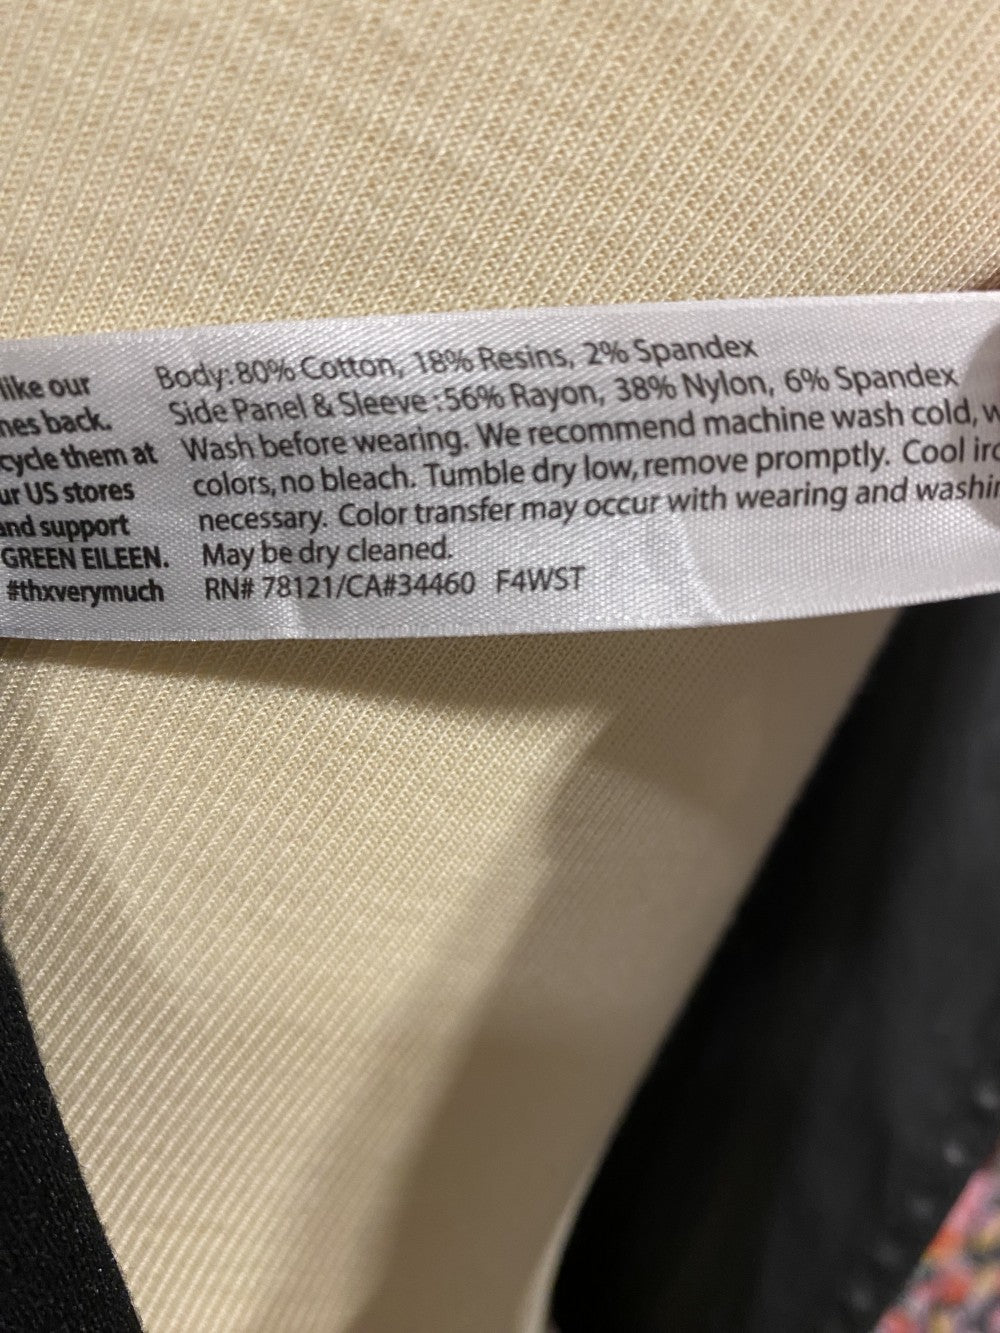 like our
nes back.
cycle them at
ur US stores
and support
GREEN EILEEN.
#thxverymuch
Body: 80% Cotton, 18% Resins, 2% Spandex
Side Panel & Sleeve : 56% Rayon, 38% Nylon, 6% Spandex
Wash before wearing. We recommend machine wash cold, w
colors, no bleach. Tumble dry low, remove promptly. Cool iro
necessary. Color transfer may occur with wearing and washin
May be dry cleaned.
RN# 78121/CA#34460 F4WST